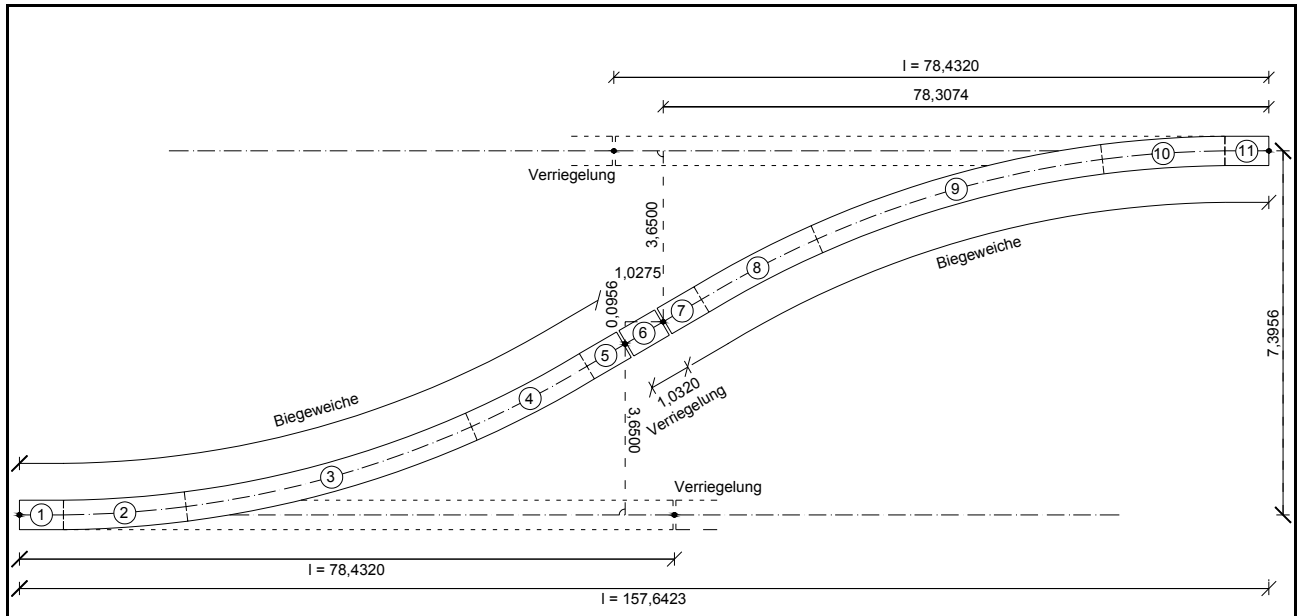 l = 78,4320
78,3074
11
10
Verriegelung
9
3,6500
Biegeweiche
8
1,0275
0,0956
7
6
7,3956
5
1,0320
Verriegelung
Biegeweiche
4
3,6500
3
Verriegelung
1
2
l = 78,4320
l = 157,6423